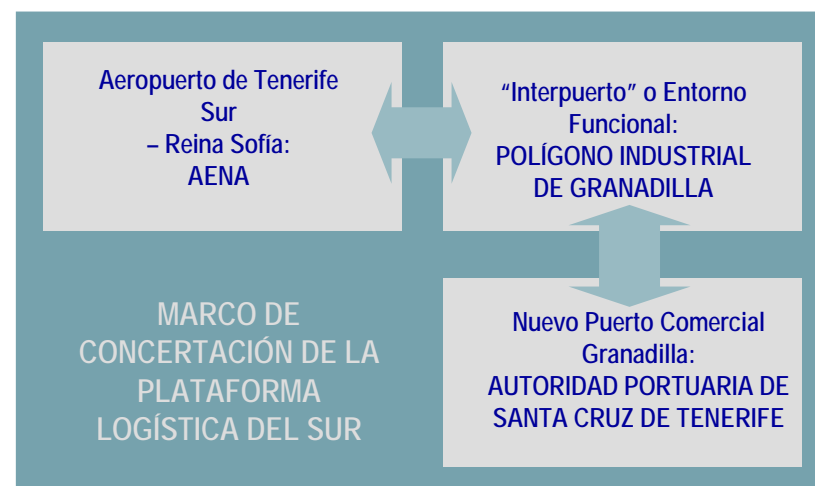 Aeropuerto de Tenerife
Sur
– Reina Sofía:
AENA
“Interpuerto” o Entorno
Funcional:
POLÍGONO INDUSTRIAL
DE GRANADILLA
MARCO DE
CONCERTACIÓN DE LA
PLATAFORMA
LOGÍSTICA DEL SUR
Nuevo Puerto Comercial
Granadilla:
AUTORIDAD PORTUARIA DE
SANTA CRUZ DE TENERIFE